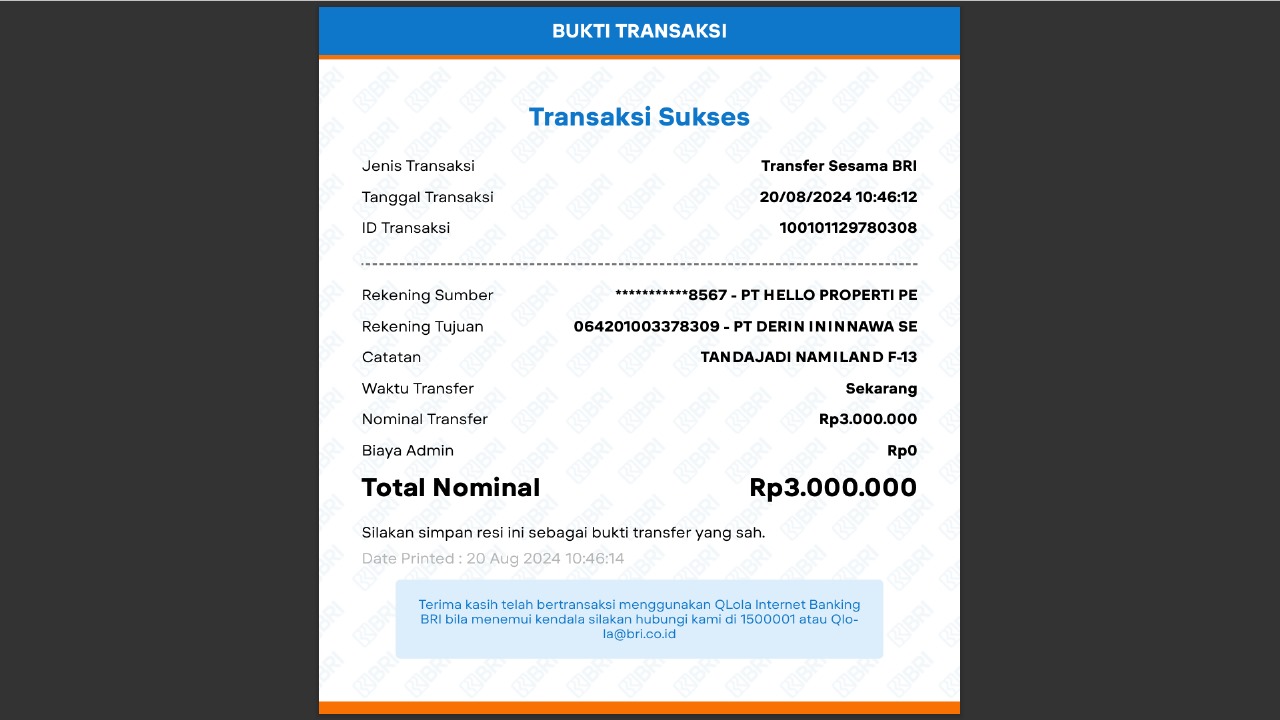 BUKTI TRANSAKSI
Transaksi Sukses
Jenis Transaksi Transfer Sesama BRI
Tanggal Transaksi 20/08/2024 10:46:12
ID Transaksi 100101129780308
Rekening Sumber ***********8567 - PT HELLO PROPERTI PE
Rekening Tujuan 064201003378309 - PT DERIN ININNAWA SE
Catatan TANDAJADI NAMILAND F-13
Waktu Transfer Sekarang
Nominal Transfer Rp3.000.000
Biaya Admin Rp0
Total Nominal Rp3.000.000
Silakan simpan resi ini sebagai bukti transfer yang sah.
Date Printed : 20 Aug 2024 10:46:14
Terima kasih telah bertransaksi menggunakan QLola Internet Banking
BRI bila menemui kendala silakan hubungi kami di 1500001 atau Qlo-
la@bri.co.id